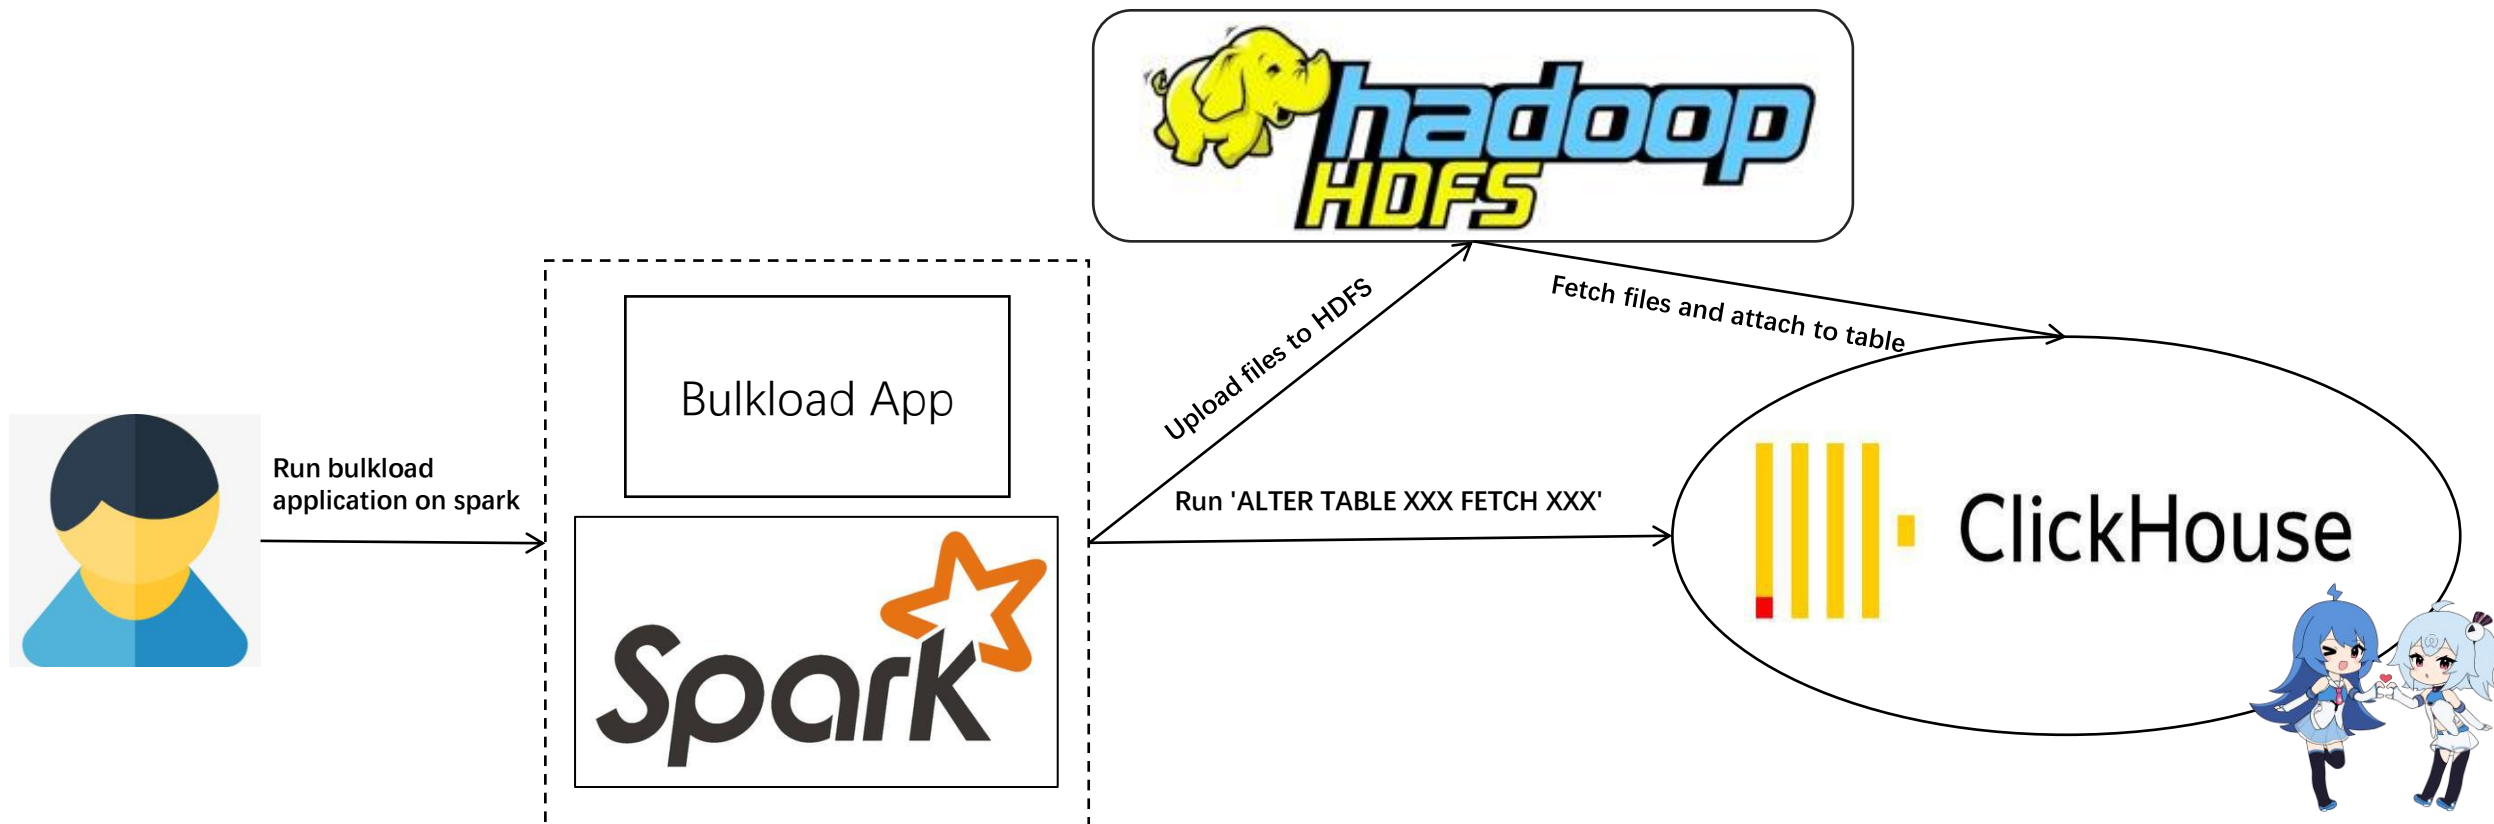 hadoop
HDFS
Upload files to HDFS
Fetch files and attach to table
Bulkload App
Run bulkload
application on spark
Run 'ALTER TABLE XXX FETCH XXX'
ClickHouse
Spark